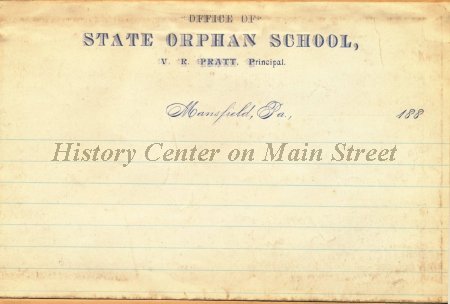 OFFICE OF
STATE ORPHAN SCHOOL,
V. R. PRATT, Principal.
Mansfield, Pa., 188
History Center on Main Street